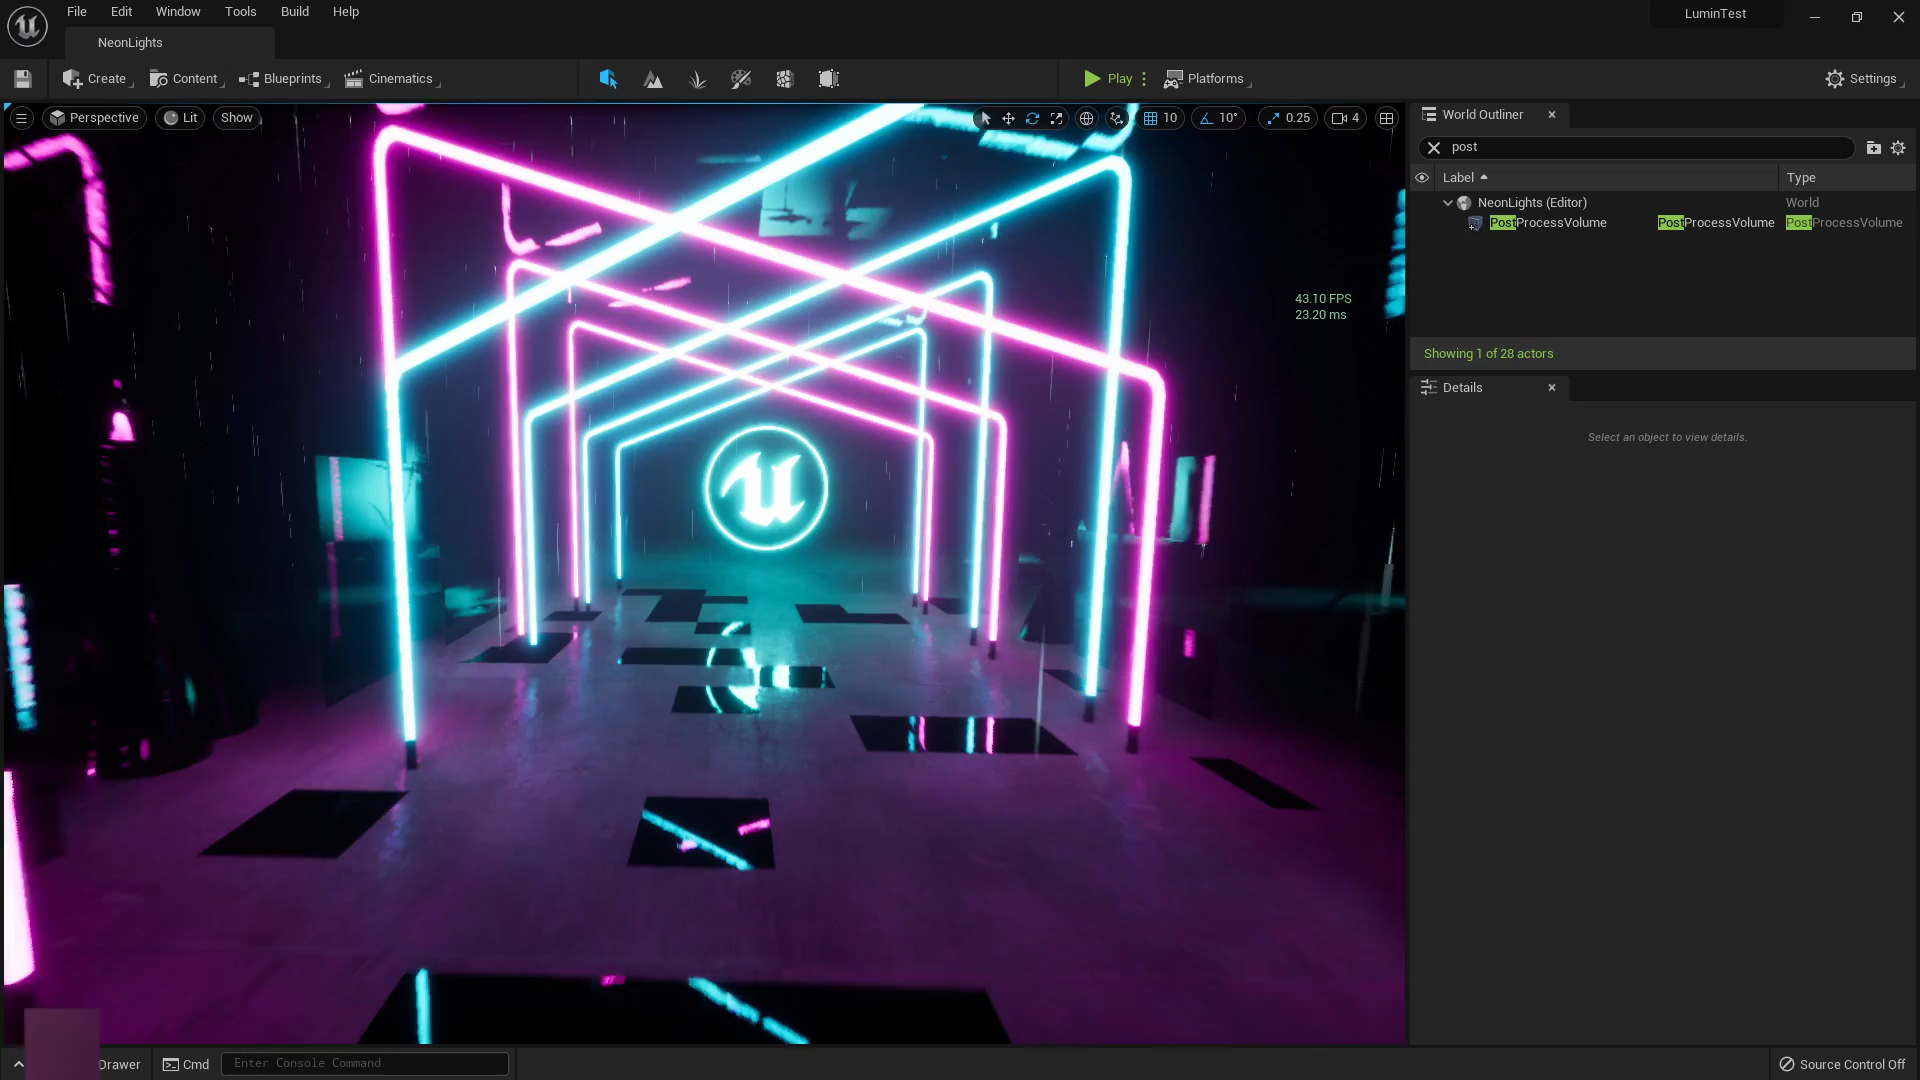 File Edit Window Tools Build Help
LuminTest
NeonLights
Create Content Blueprints Cinematics Play Platforms Settings
Perspective Lit Show 10 10° 0.25 4
World Outliner
post
Label Type
NeonLights (Editor) World
PostProcessVolume PostProcessVolume PostProcessVolume
43.10 FPS
23.20 ms
Showing 1 of 28 actors
Details
Select an object to view details.
Drawer Cmd Enter Console Command Source Control Off